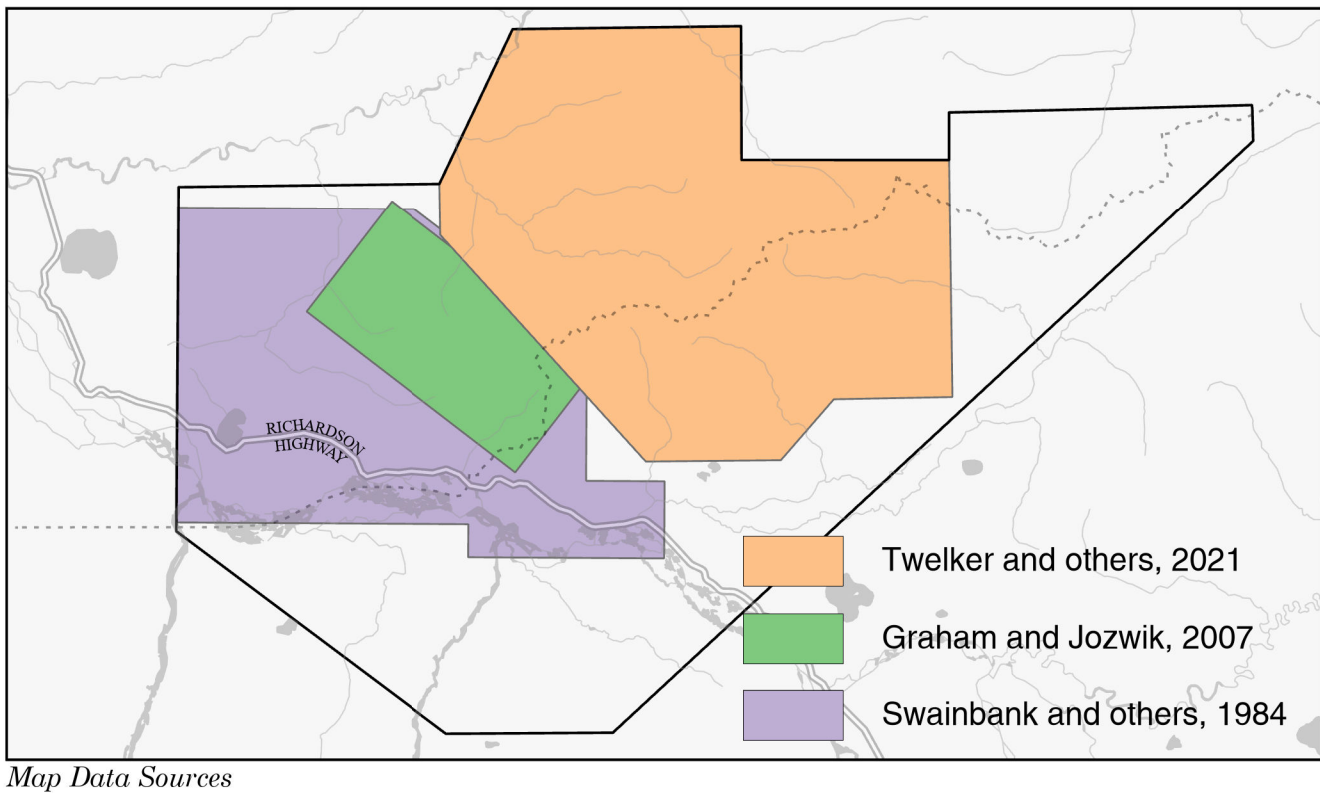 RICHARDSON
HIGHWAY
Twelker and others, 2021
Graham and Jozwik, 2007
Swainbank and others, 1984
Map Data Sources